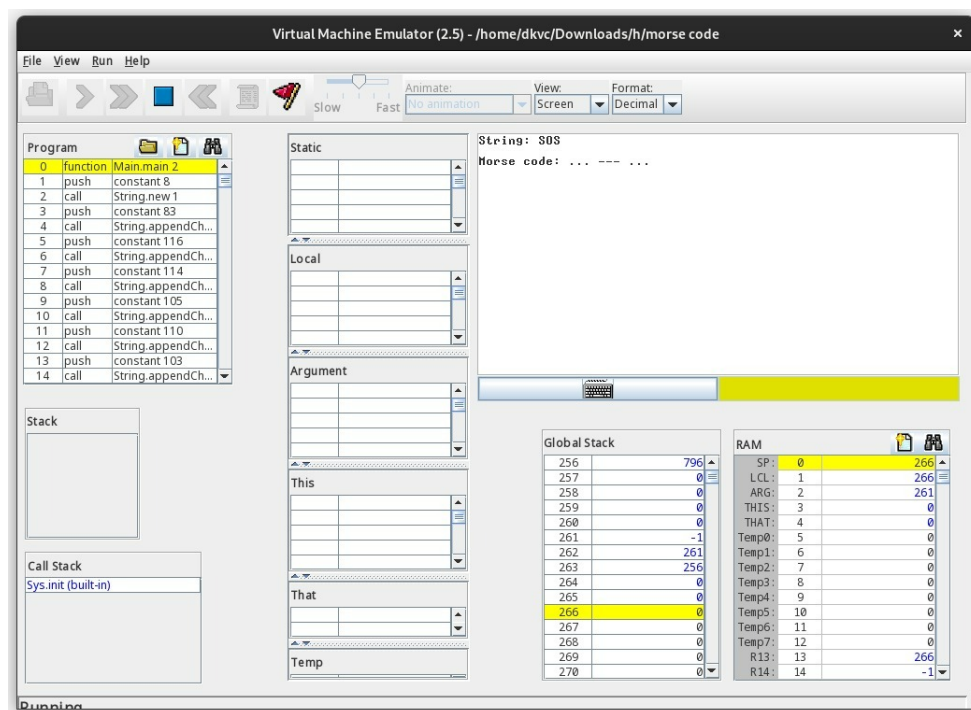 Virtual Machine Emulator (2.5) - /home/dkvc/Downloads/h/morse code
×
File View Run Help
Slow Fast
Animate:
No animation
View:
Screen
Format:
Decimal
Program
0 function Main.main 2
1 push constant 8
2 call String.new 1
3 push constant 83
4 call String.appendCh...
5 push constant 116
6 call String.appendCh...
7 push constant 114
8 call String.appendCh...
9 push constant 105
10 call String.appendCh...
11 push constant 110
12 call String.appendCh...
13 push constant 103
14 call String.appendCh...
Stack
Call Stack
Sys.init (built-in)
Static
Local
Argument
This
That
Temp
String: SOS
Morse code: ... --- ...
Global Stack
256 796
257 0
258 0
259 0
260 0
261 -1
262 261
263 256
264 0
265 0
266 0
267 0
268 0
269 0
270 0
RAM
SP: 0 266
LCL: 1 266
ARG: 2 261
THIS: 3 0
THAT: 4 0
Temp0: 5 0
Temp1: 6 0
Temp2: 7 0
Temp3: 8 0
Temp4: 9 0
Temp5: 10 0
Temp6: 11 0
Temp7: 12 0
R13: 13 266
R14: 14 -1
Running